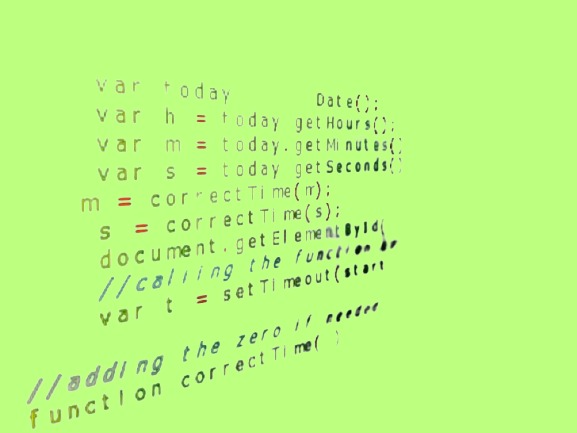 var today Date();
var h = today getHours();
var m = today.getMinutes()
var s = today getSeconds()
m = correctTime(m);
s = correctTime(s);
document.getElementById(
//calling the function
var t = setTimeout(start
//adding the zero if needed
function correctTime( )